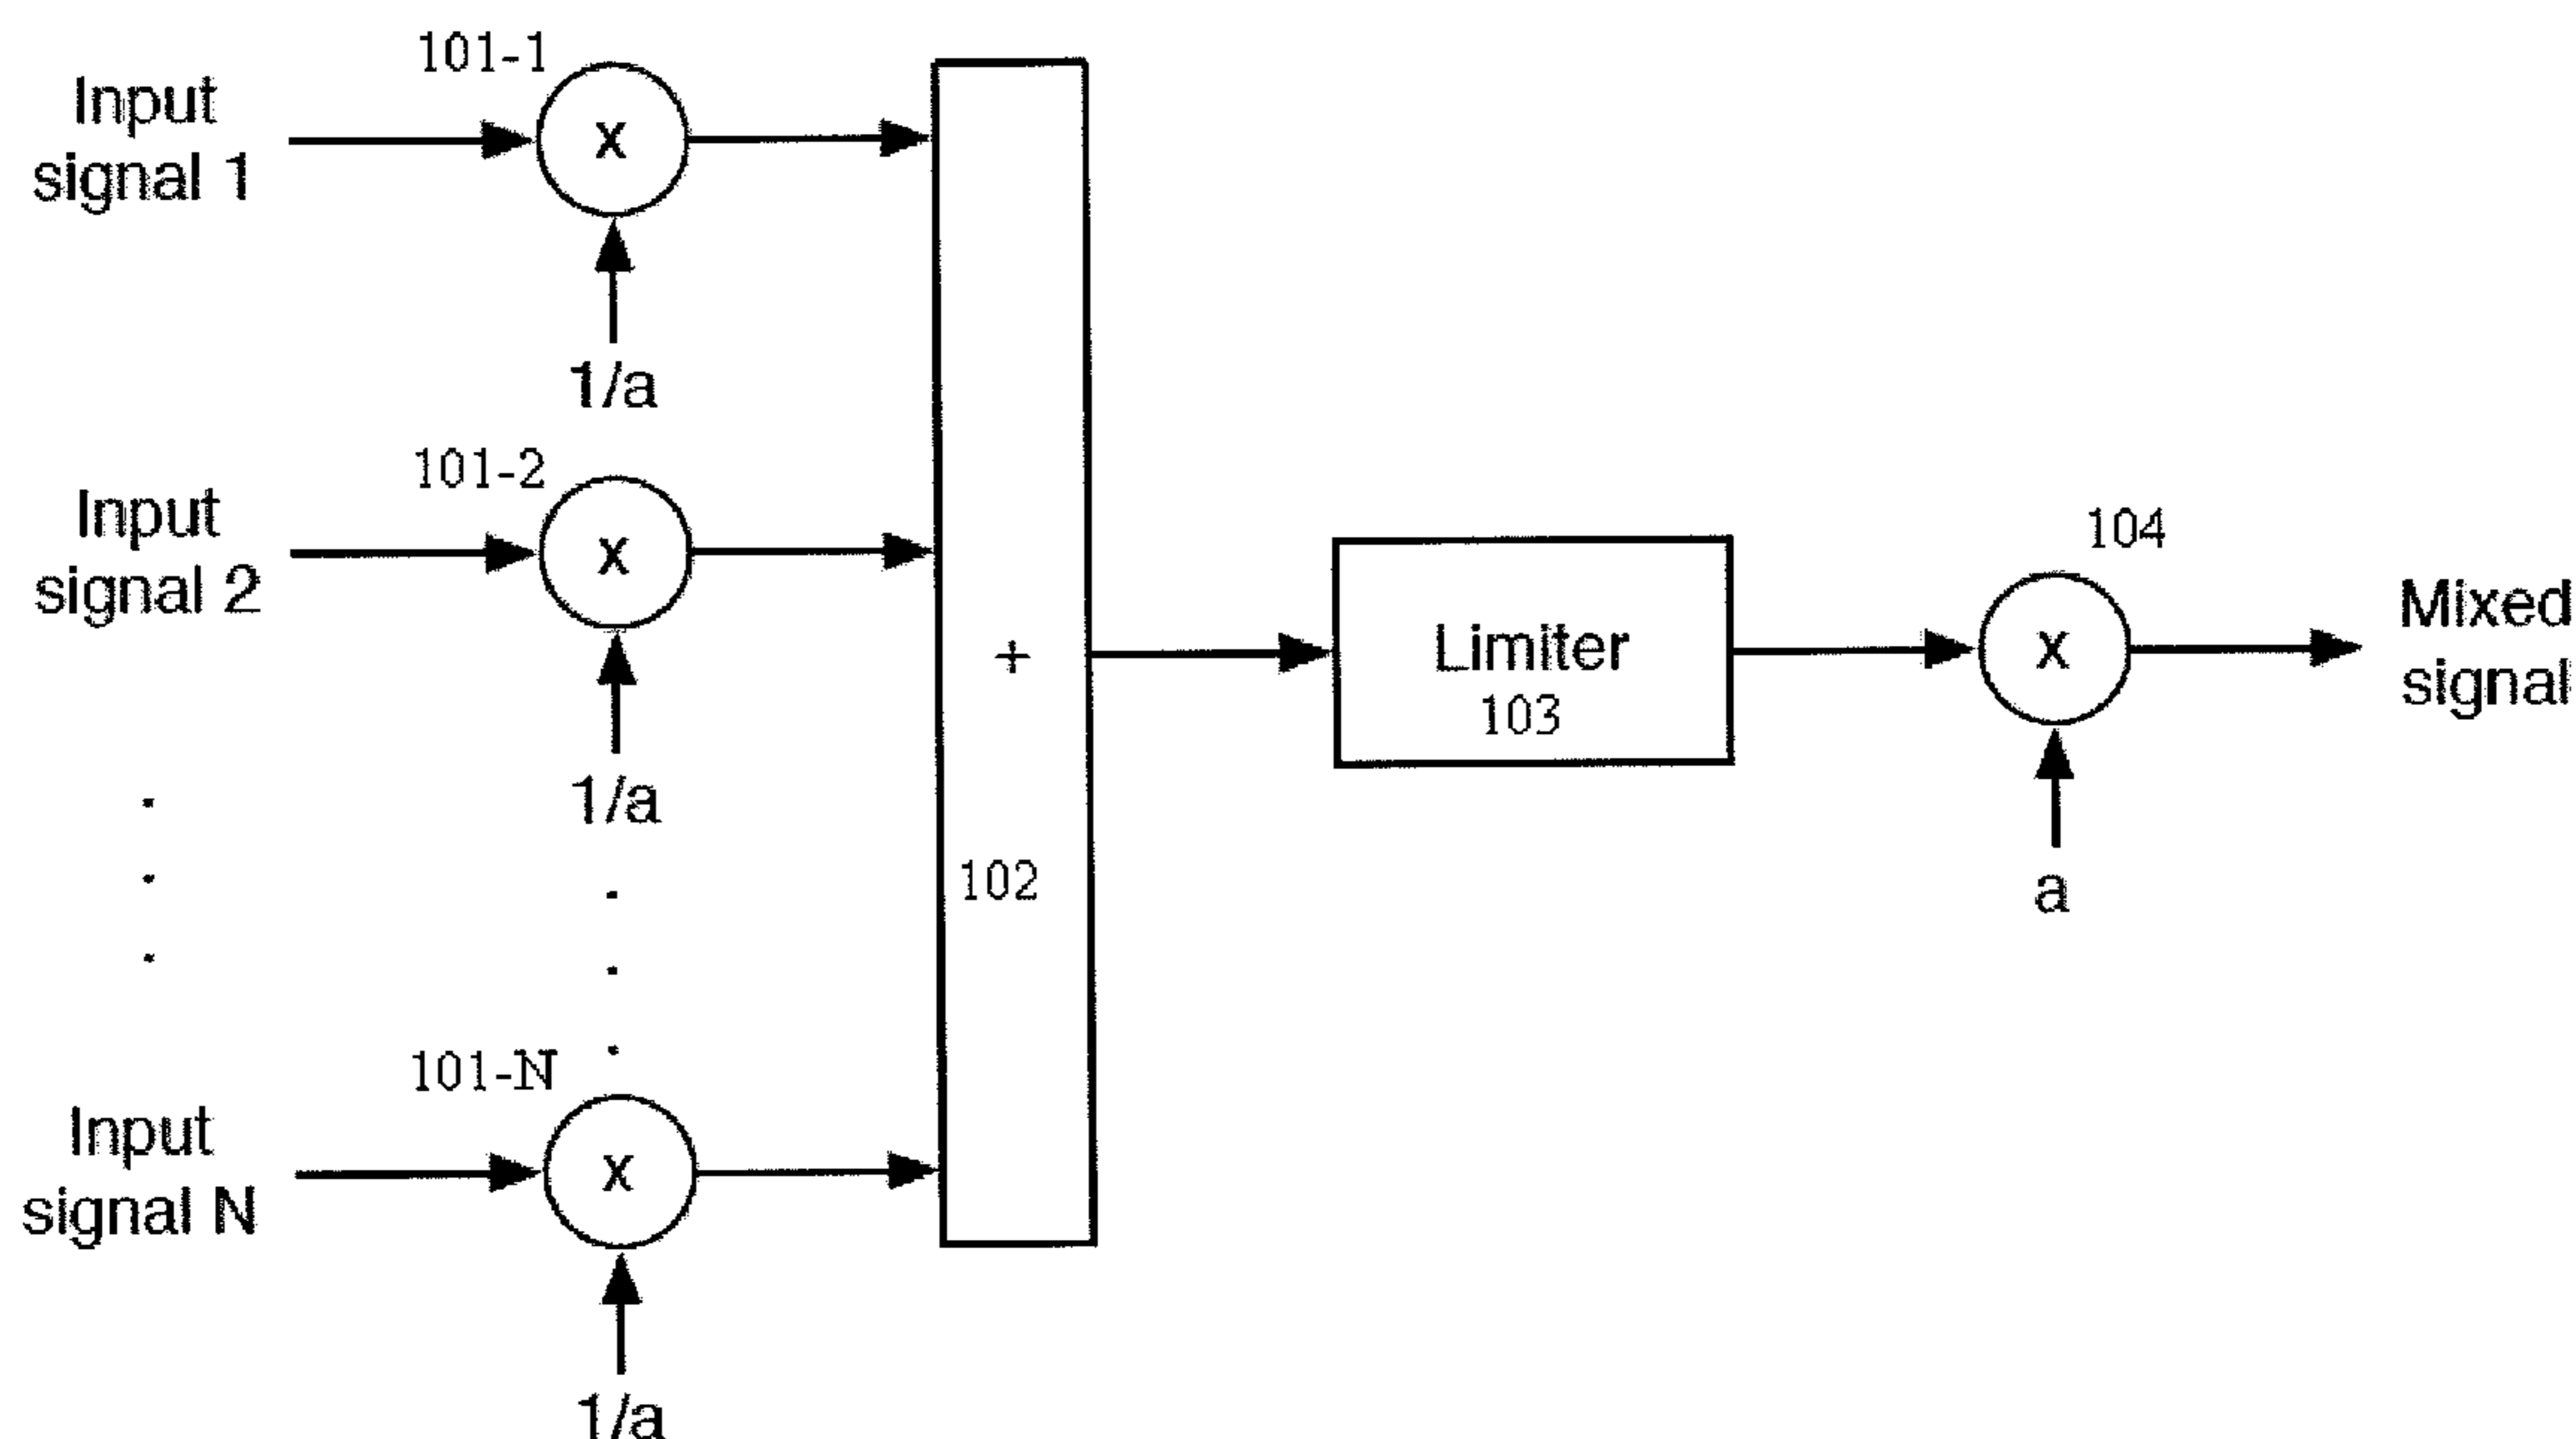 101-1
Input
signal 1
x
1/a
101-2
Input
signal 2
x
1/a
101-N
Input
signal N
x
1/a
+
102
Limiter
103
104
x
a
Mixed
signal